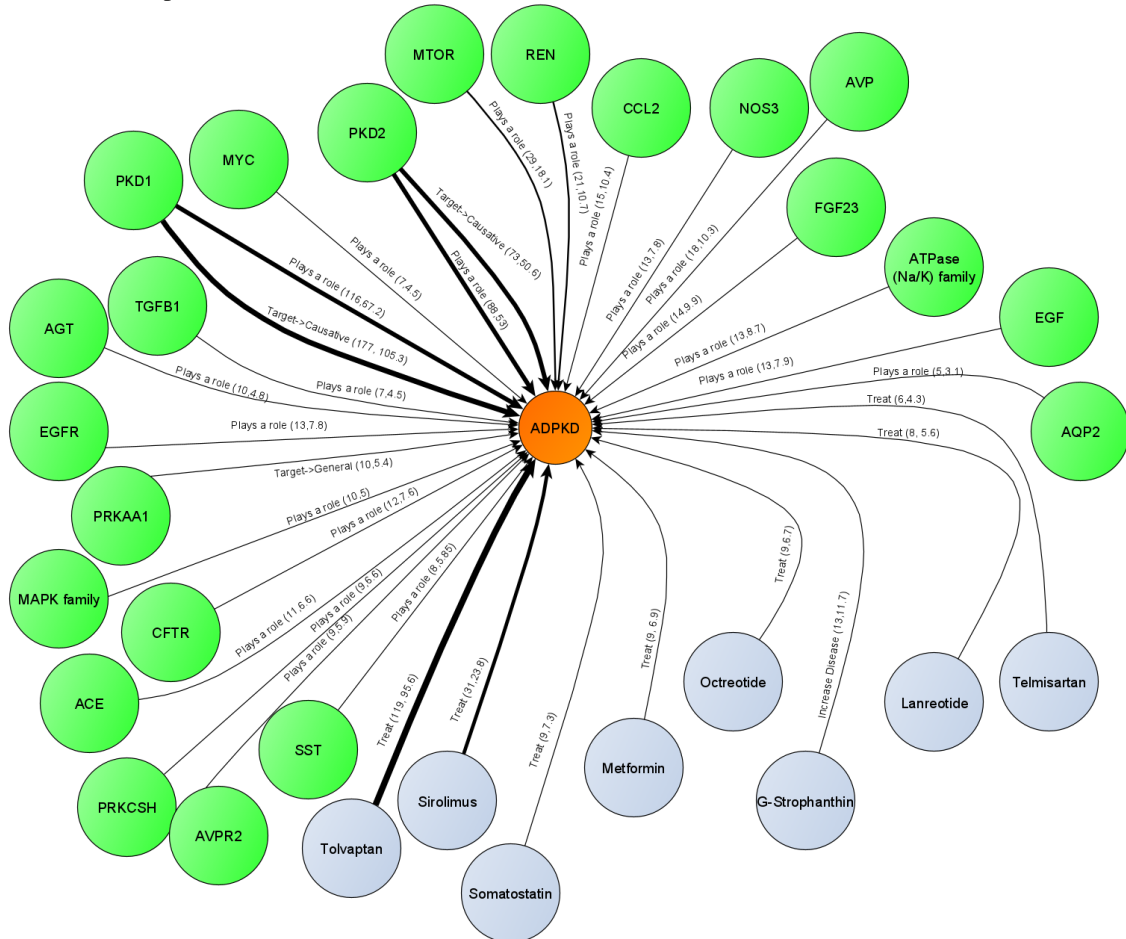 MTOR
REN
AVP
CCL2
NOS3
PKD2
MYC
PKD1
FGF23
ATPase
(Na/K) family
TGFB1
AGT
EGF
EGFR
ADPKD
AQP2
PRKAA1
MAPK family
CFTR
ACE
SST
PRKCSH
AVPR2
Tolvaptan
Sirolimus
Somatostatin
Metformin
Octreotide
G-Strophanthin
Lanreotide
Telmisartan
Plays a role (29,18.1)
Plays a role (21,10.7)
Plays a role (15,10.4)
Plays a role (13,7.8)
Plays a role (18,10.3)
Plays a role (14,9.9)
Plays a role (13,8.7)
Plays a role (13,7.9)
Plays a role (5,3.1)
Treat (6,4.3)
Treat (8, 5.6)
Target->Causative (73,50.6)
Plays a role (88,53)
Plays a role (7,4.5)
Plays a role (116,67.2)
Target->Causative (177, 105.3)
Plays a role (7,4.5)
Plays a role (10,4.8)
Plays a role (13,7.8)
Target->General (10,5.4)
Plays a role (10,5)
Plays a role (12,7.6)
Plays a role (11,6.6)
Plays a role (9,6.6)
Plays a role (9,5.9)
Plays a role (8,5.85)
Treat (119,95.6)
Treat (31,23.8)
Treat (9,7.3)
Treat (9, 6.9)
Treat (9,6.7)
Increase Disease (13,11.7)